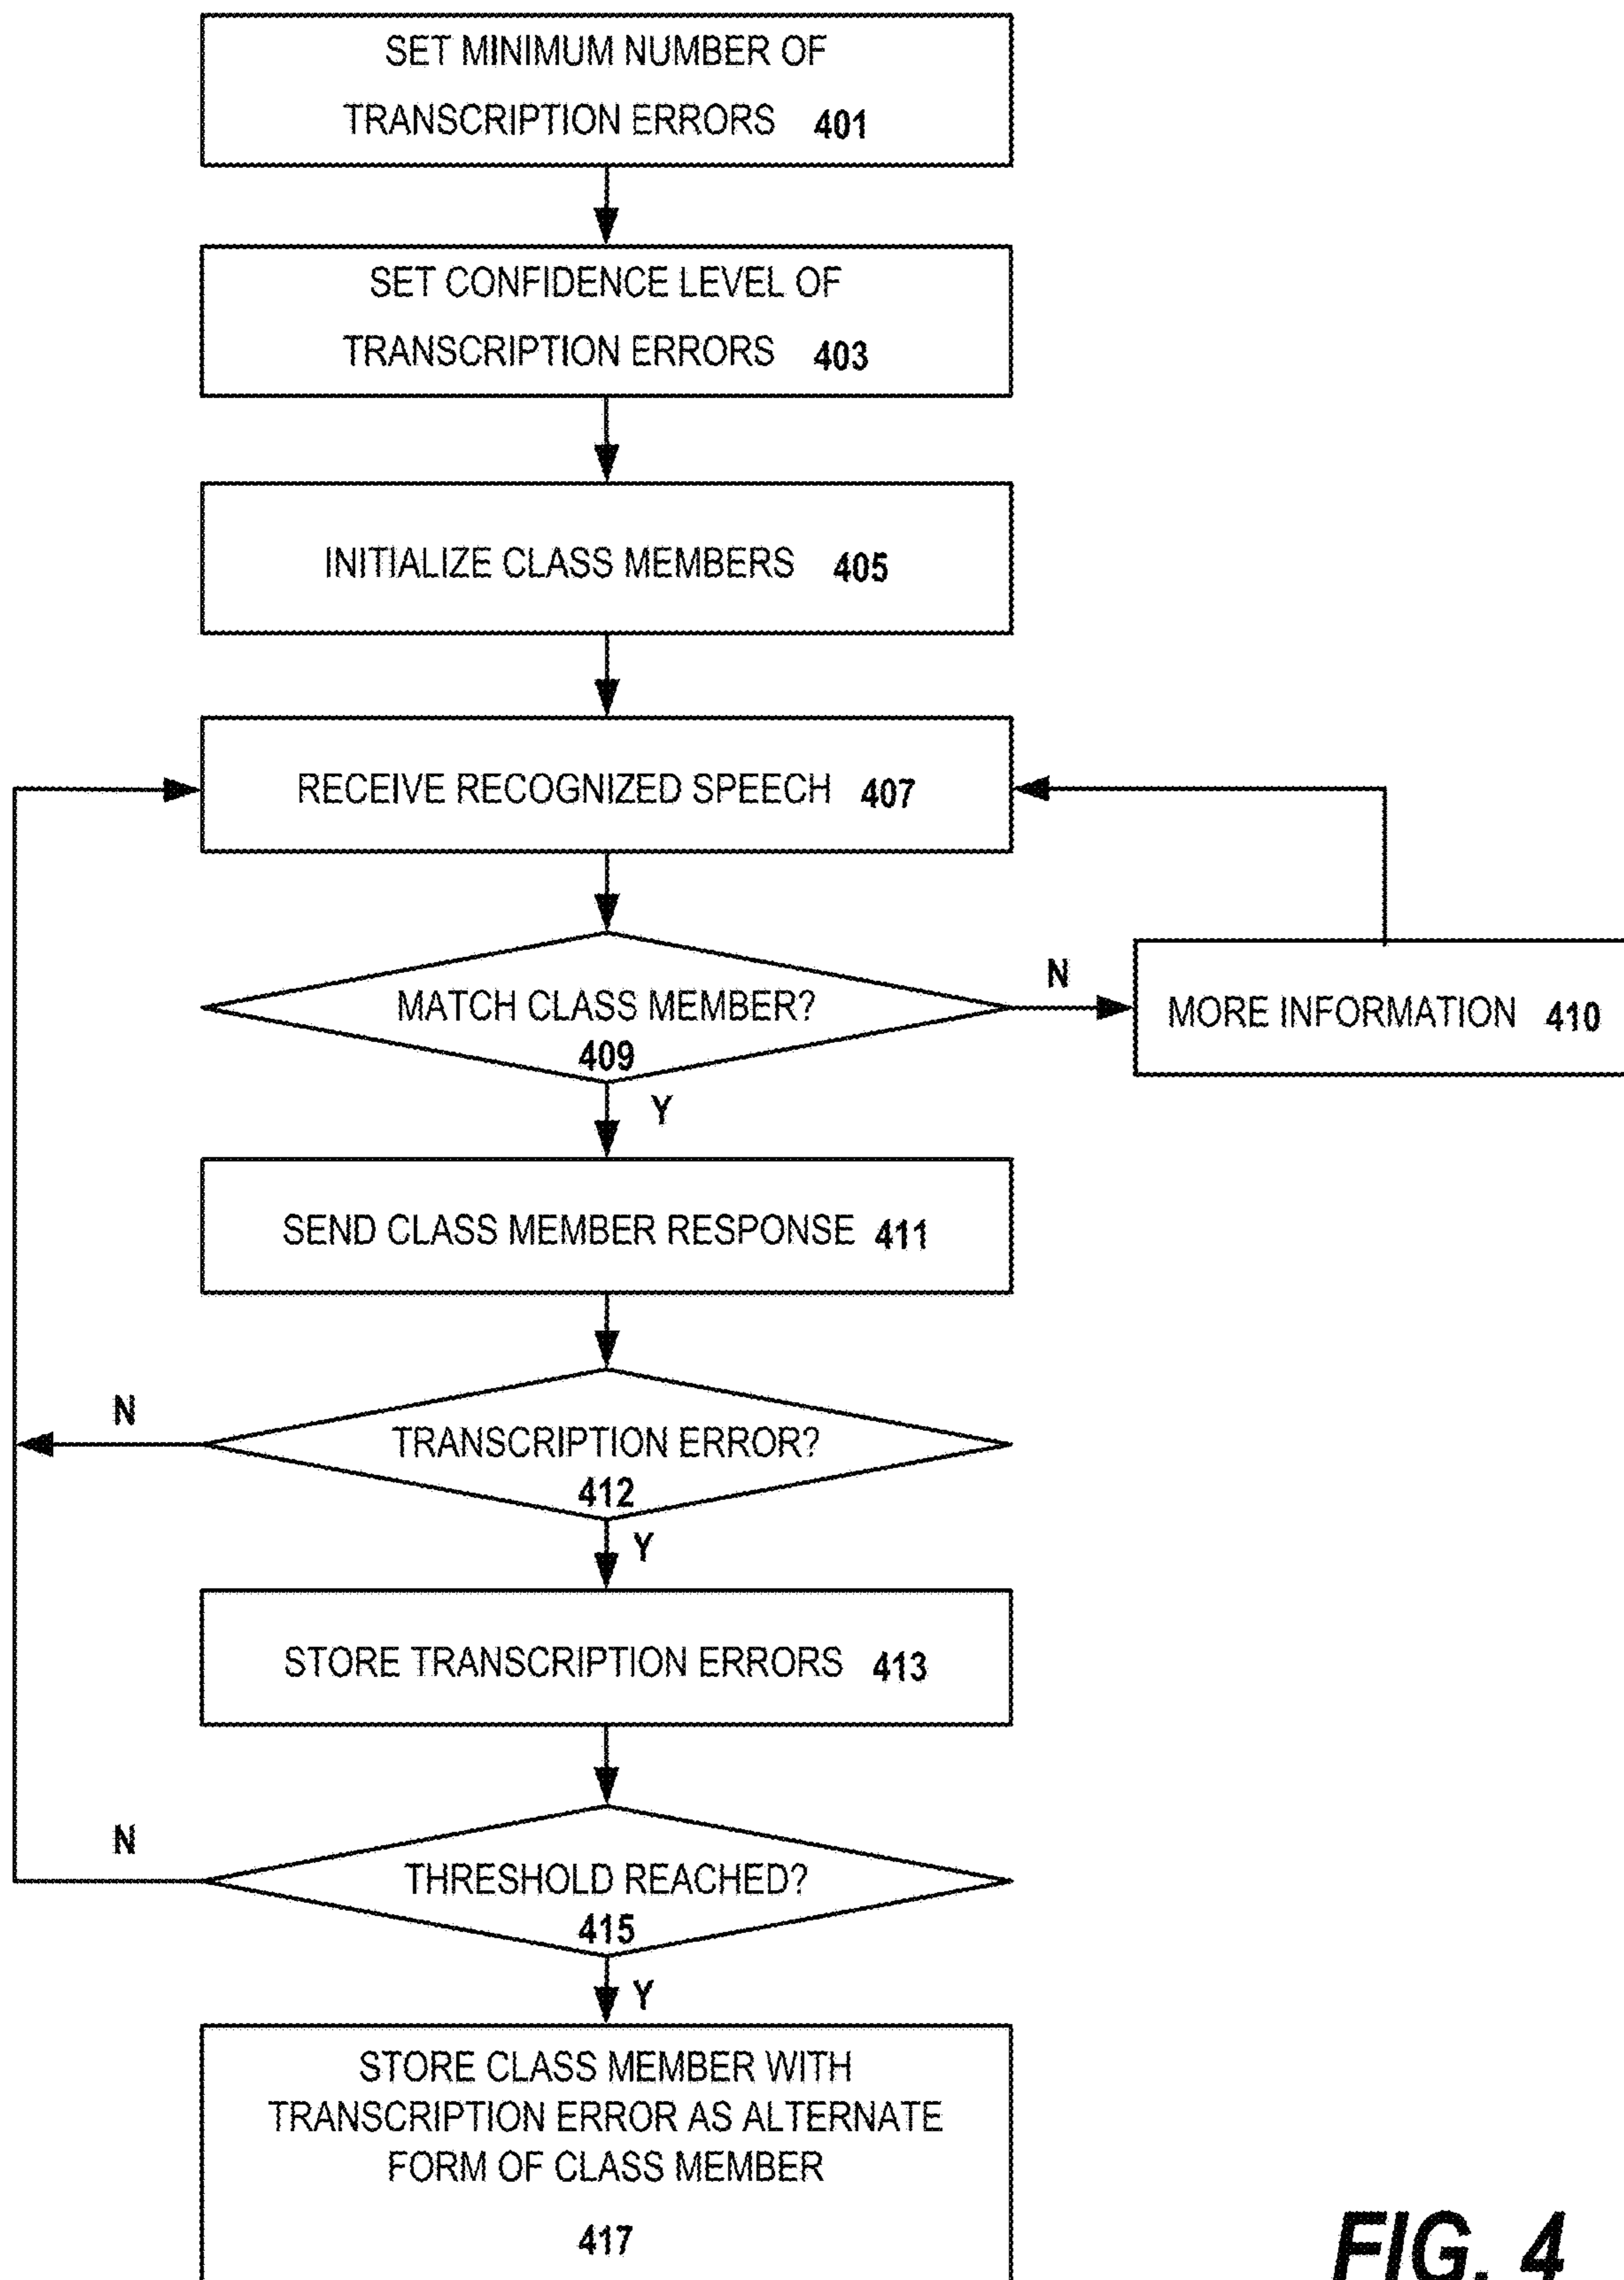 SET MINIMUM NUMBER OF
TRANSCRIPTION ERRORS 401
SET CONFIDENCE LEVEL OF
TRANSCRIPTION ERRORS 403
INITIALIZE CLASS MEMBERS 405
RECEIVE RECOGNIZED SPEECH 407
MATCH CLASS MEMBER?
409
N
MORE INFORMATION 410
Y
SEND CLASS MEMBER RESPONSE 411
N
TRANSCRIPTION ERROR?
412
Y
STORE TRANSCRIPTION ERRORS 413
N
THRESHOLD REACHED?
415
Y
STORE CLASS MEMBER WITH
TRANSCRIPTION ERROR AS ALTERNATE
FORM OF CLASS MEMBER
417
FIG. 4